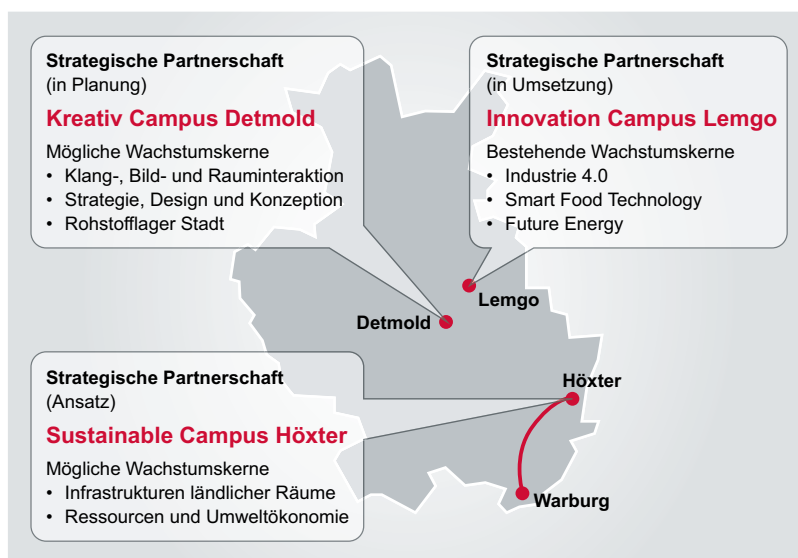 Strategische Partnerschaft
(in Planung)
Kreativ Campus Detmold
Mögliche Wachstumskerne
• Klang-, Bild- und Rauminteraktion
• Strategie, Design und Konzeption
• Rohstofflager Stadt
Strategische Partnerschaft
(in Umsetzung)
Innovation Campus Lemgo
Bestehende Wachstumskerne
• Industrie 4.0
• Smart Food Technology
• Future Energy
Lemgo
Detmold
Strategische Partnerschaft
(Ansatz)
Sustainable Campus Höxter
Mögliche Wachstumskerne
• Infrastrukturen ländlicher Räume
• Ressourcen und Umweltökonomie
Höxter
Warburg